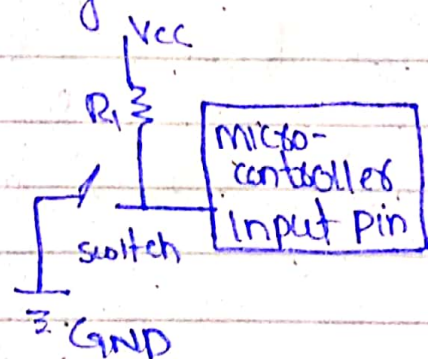 Vcc
R1
micro-
controller
input pin
switch
GND